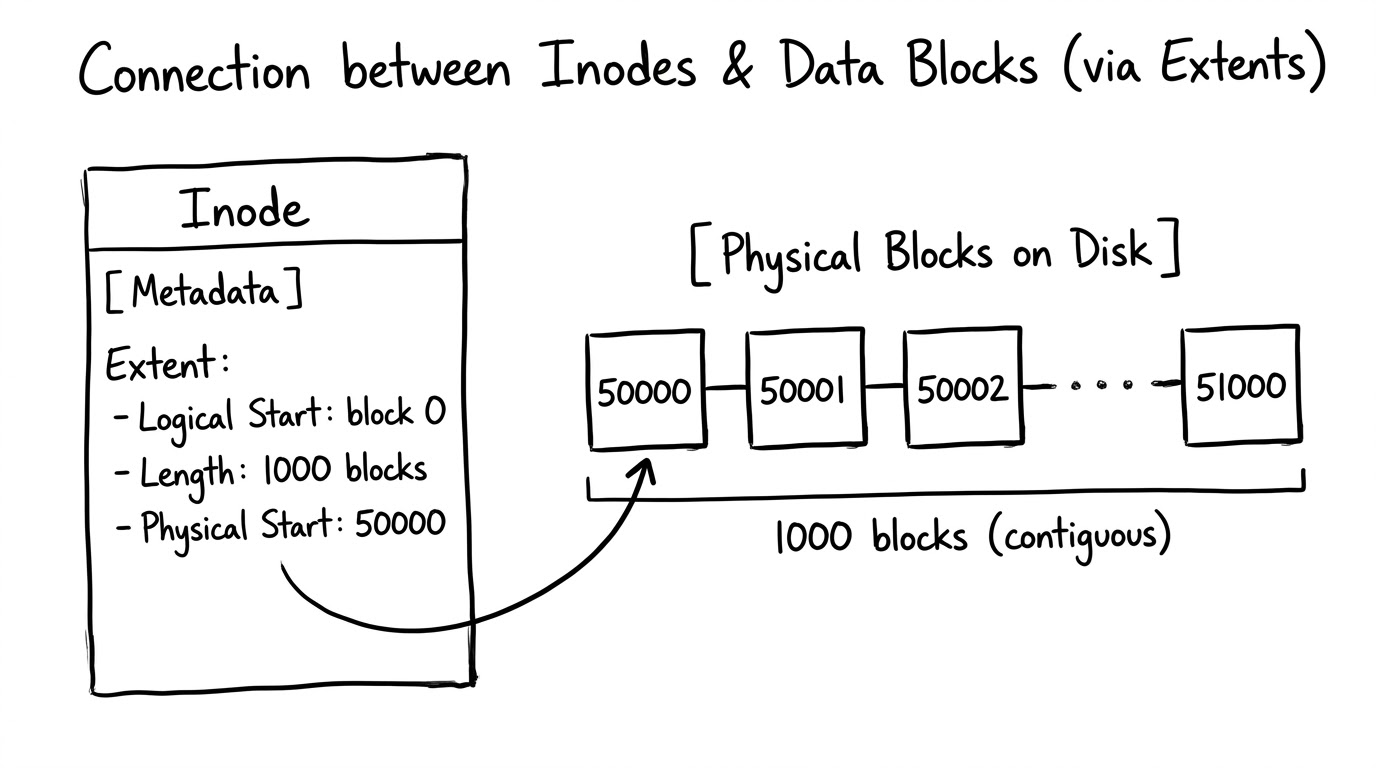 Connection between Inodes & Data Blocks (via Extents)
Inode
[Metadata]
Extent:
- Logical Start: block 0
- Length: 1000 blocks
- Physical Start: 50000
[Physical Blocks on Disk]
50000 50001 50002 .... 51000
1000 blocks (contiguous)